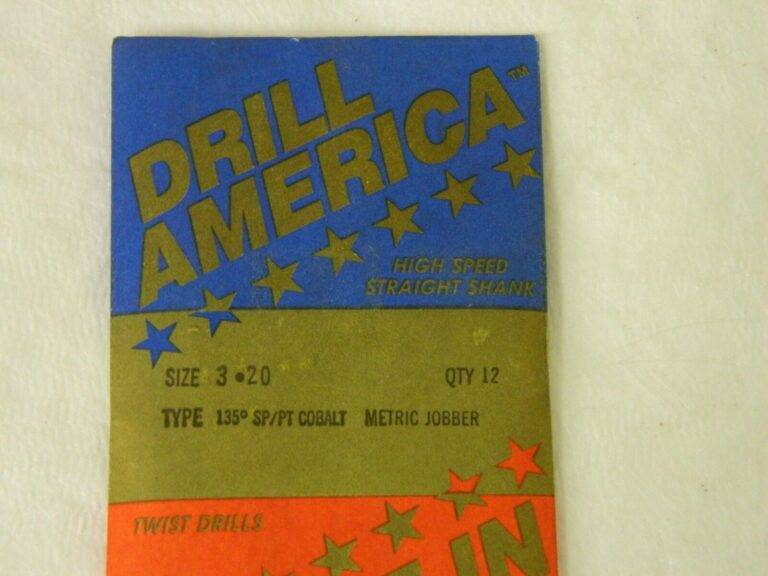 DRILL
AMERICA™
HIGH SPEED
STRAIGHT SHANK
SIZE 3•20 QTY 12
TYPE 135° SP/PT COBALT METRIC JOBBER
TWIST DRILLS
IN